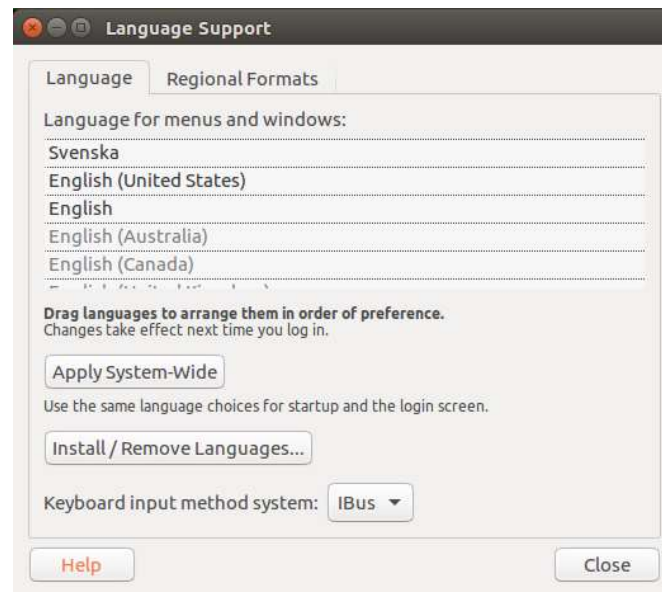 Language Support
Language
Regional Formats
Language for menus and windows:
Svenska
English (United States)
English
English (Australia)
English (Canada)
Drag languages to arrange them in order of preference.
Changes take effect next time you log in.
Apply System-Wide
Use the same language choices for startup and the login screen.
Install / Remove Languages...
Keyboard input method system: IBus
Help
Close